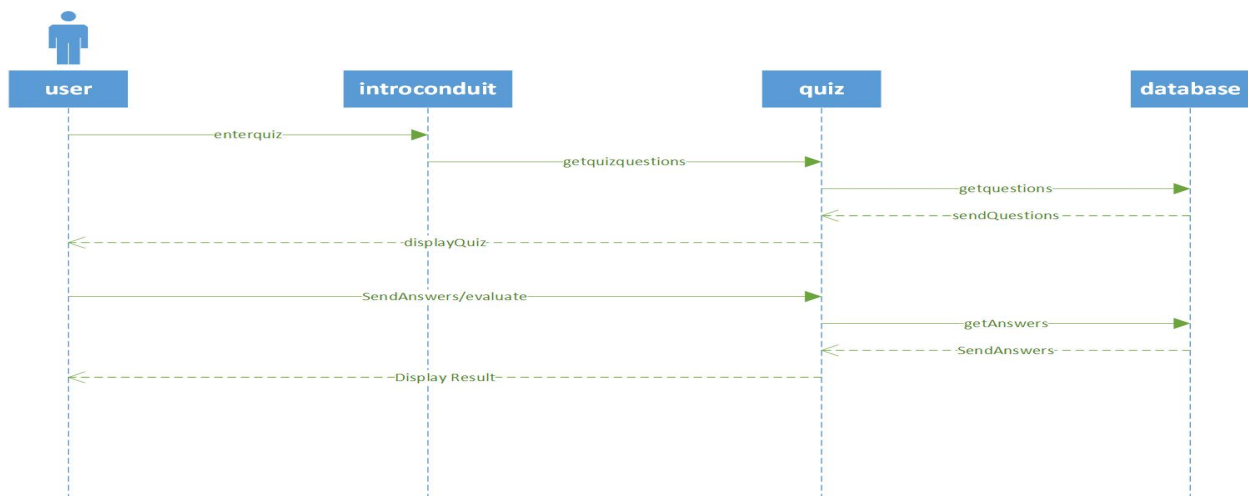 user
introconduit
quiz
database
enterquiz
getquizquestions
getquestions
sendQuestions
displayQuiz
SendAnswers/evaluate
getAnswers
SendAnswers
Display Result